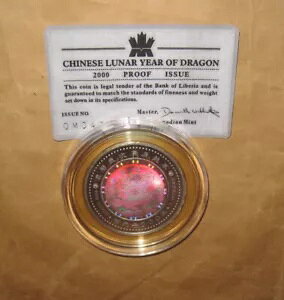 CHINESE LUNAR YEAR OF DRAGON
2000 PROOF ISSUE
This coin is legal tender of the Bank of Liberia and is
guaranteed to match the standards of fineness and weight
set down in its specifications.
Master,
ISSUE NO
Mint